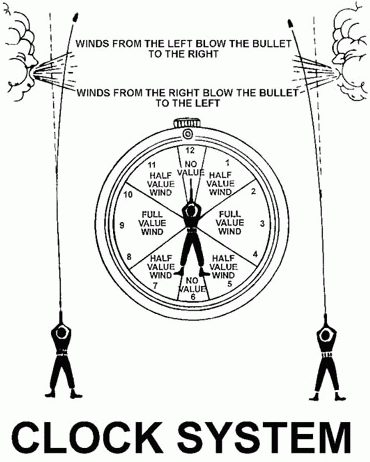 WINDS FROM THE LEFT BLOW THE BULLET
TO THE RIGHT
WINDS FROM THE RIGHT BLOW THE BULLET
TO THE LEFT
12
11
NO
VALUE
1
HALF
VALUE
WIND
HALF
VALUE
WIND
10
2
9
FULL
VALUE
WIND
FULL
VALUE
WIND
3
8
4
HALF
VALUE
WIND
HALF
VALUE
WIND
7
NO
VALUE
6
5
CLOCK SYSTEM